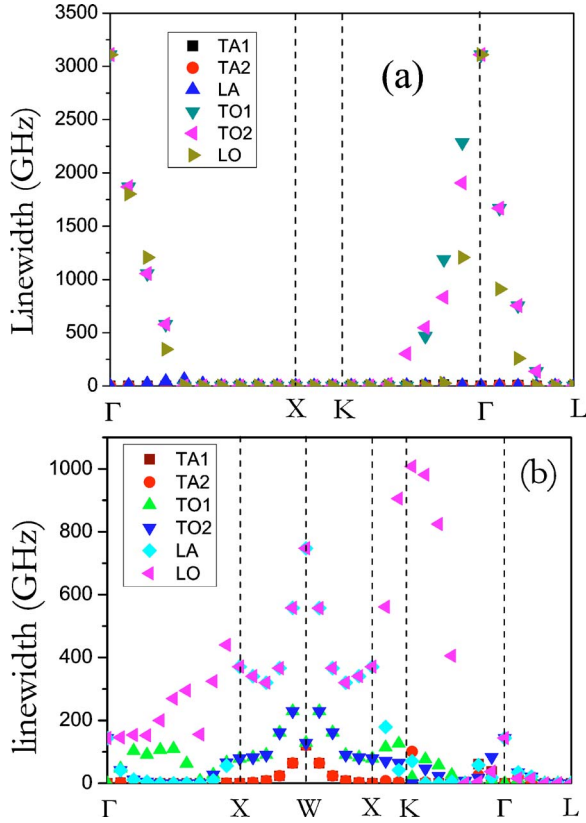 3500
3000
2500
2000
1500
1000
500
0
Linewidth (GHz)
TA1
TA2
LA
TO1
TO2
LO
(a)
Γ X K Γ L
1000
800
600
400
200
0
linewidth (GHz)
TA1
TA2
TO1
TO2
LA
LO
(b)
Γ X W X K Γ L